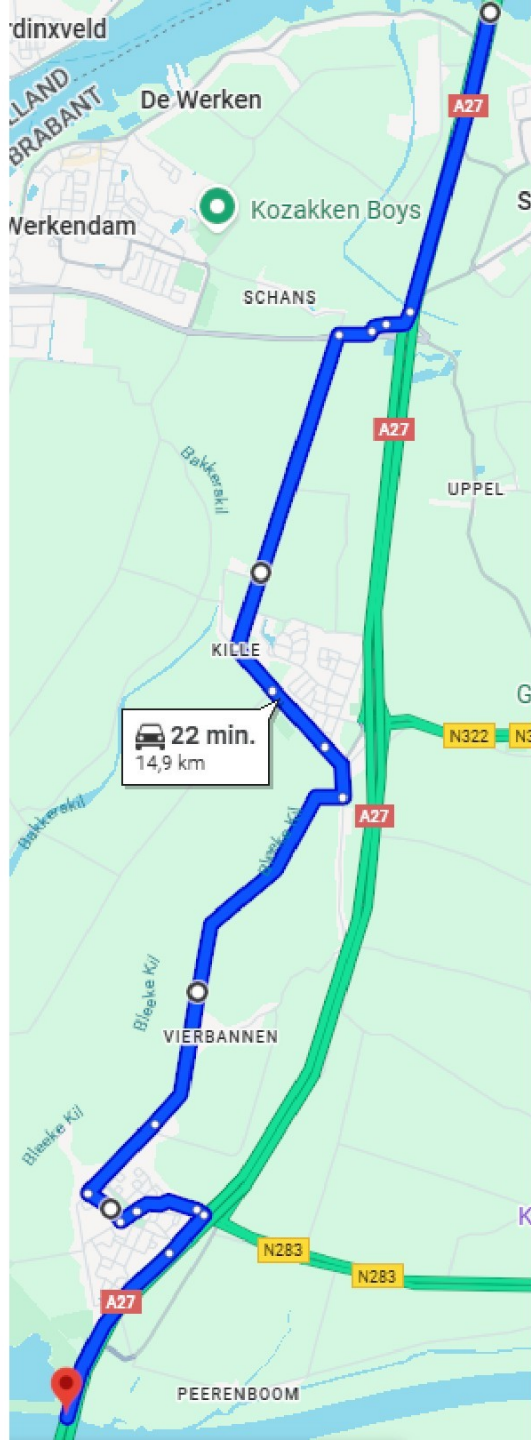 rdinxveld
LLAND
BRABANT
De Werken
A27
Werkendam
Kozakken Boys
S
SCHANS
A27
Bakkerskil
UPPEL
KILLE
G
22 min.
14,9 km
N322
N3
Bakkerskil
Bleeke Kil
A27
Bleeke Kil
VIERBANNEN
Bleeke Kil
K
N283
N283
A27
PEERENBOOM